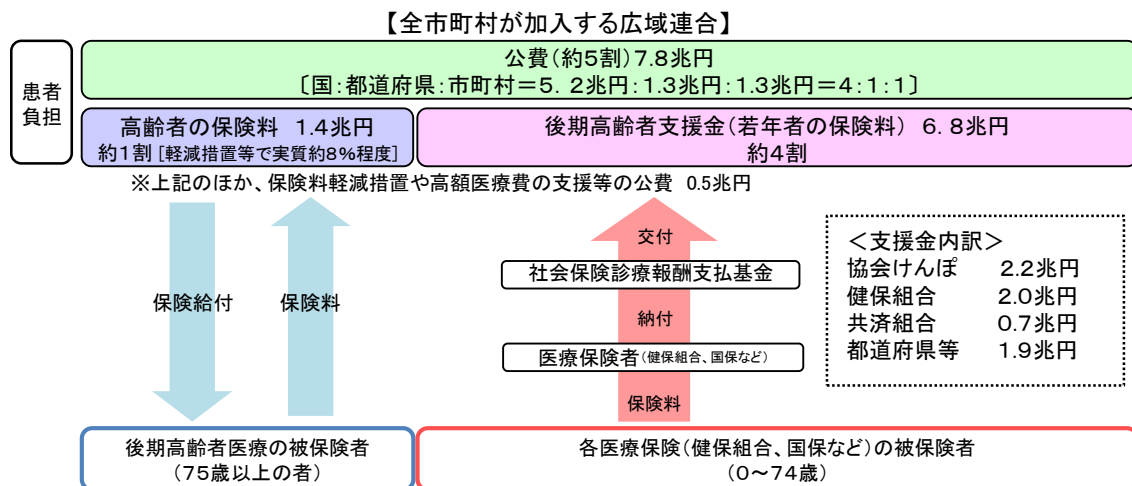 【全市町村が加入する広域連合】
患者
負担
公費(約5割)7.8兆円
〔国:都道府県:市町村=5.2兆円:1.3兆円:1.3兆円=4:1:1〕
高齢者の保険料 1.4兆円
約1割 [軽減措置等で実質約8%程度]
後期高齢者支援金(若年者の保険料) 6.8兆円
約4割
※上記のほか、保険料軽減措置や高額医療費の支援等の公費 0.5兆円
保険給付
保険料
交付
社会保険診療報酬支払基金
納付
医療保険者(健保組合、国保など)
保険料
<支援金内訳>
協会けんぽ 2.2兆円
健保組合 2.0兆円
共済組合 0.7兆円
都道府県等 1.9兆円
後期高齢者医療の被保険者
(75歳以上の者)
各医療保険(健保組合、国保など)の被保険者
(0~74歳)